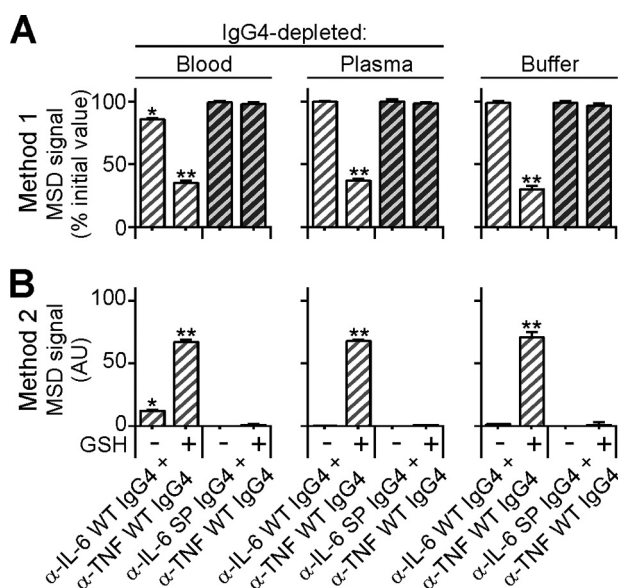 A
IgG4-depleted:
Blood
Plasma
Buffer
Method 1
MSD signal
(% initial value)
100
50
0
*
**
**
**
B
Method 2
MSD signal
(AU)
100
50
0
*
**
**
**
GSH - + - + - + - + - + - +
α-IL-6 WT IgG4 +
α-TNF WT IgG4
α-IL-6 SP IgG4 +
α-TNF WT IgG4
α-IL-6 WT IgG4 +
α-TNF WT IgG4
α-IL-6 SP IgG4 +
α-TNF WT IgG4
α-IL-6 WT IgG4 +
α-TNF WT IgG4
α-IL-6 SP IgG4 +
α-TNF WT IgG4